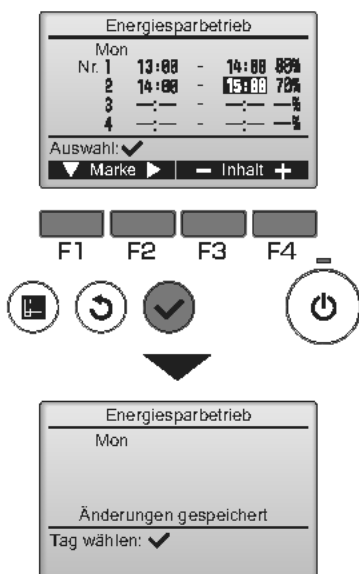 Energiesparbetrieb
Mon
Nr. 1 13:00 - 14:00 80%
2 14:00 - 15:00 70%
3 --:-- - --:-- --%
4 --:-- - --:-- --%
Auswahl: ✔
▼ Marke ▶ − Inhalt +
F1 F2 F3 F4
Energiesparbetrieb
Mon
Änderungen gespeichert
Tag wählen: ✔